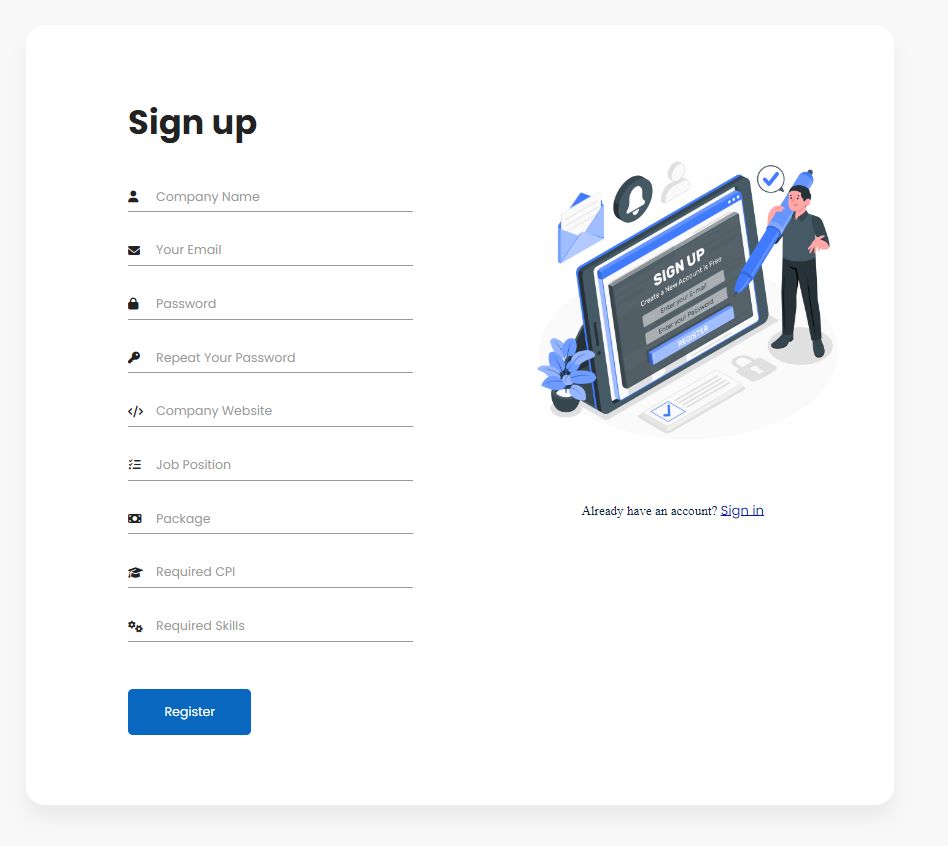 Sign up
Company Name
Your Email
Password
Repeat Your Password
Company Website
Job Position
Package
Required CPI
Required Skills
Register
SIGN UP
Create a New Account is Free
Enter your E-mail
Enter your Password
REGISTER
Already have an account? Sign in